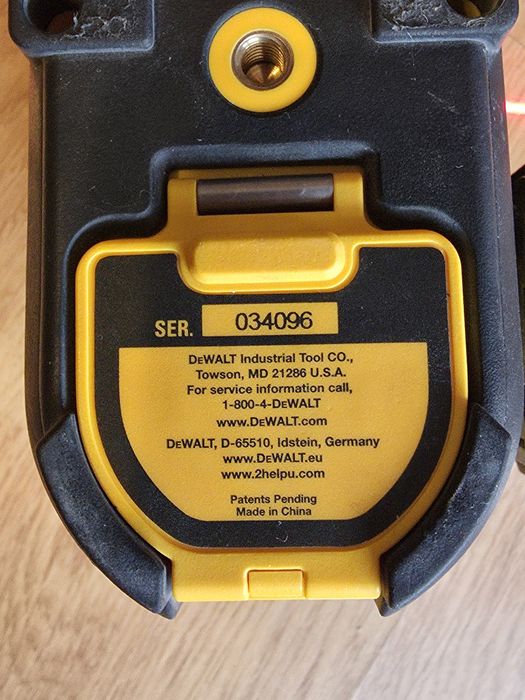 SER. 034096
DEWALT Industrial Tool CO.,
Towson, MD 21286 U.S.A.
For service information call,
1-800-4-DEWALT
www.DEWALT.com
DEWALT, D-65510, Idstein, Germany
www.DEWALT.eu
www.2helpu.com
Patents Pending
Made in China